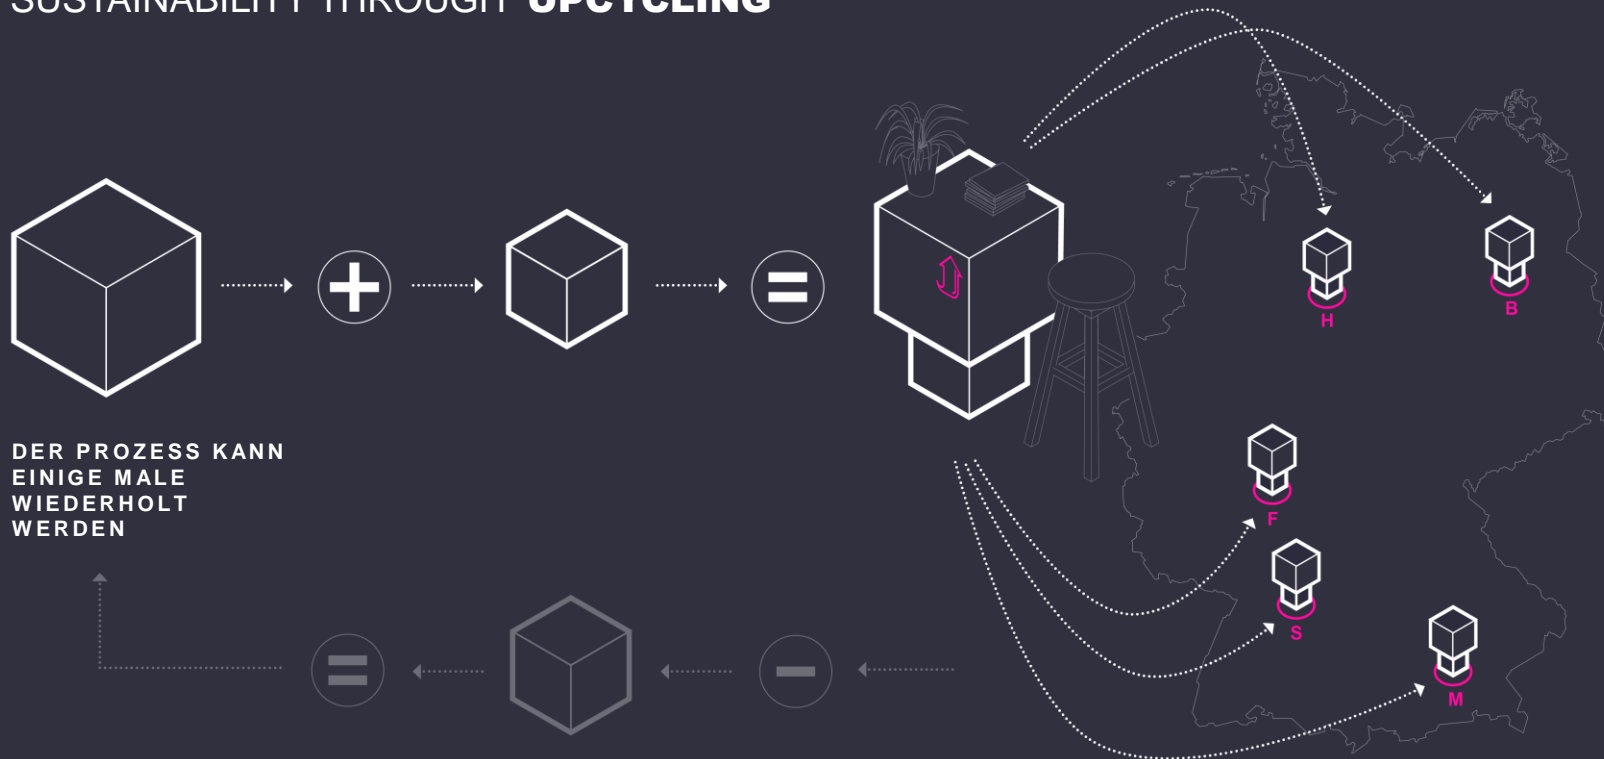 SUSTAINABILITY THROUGH UPCYCLING
DER PROZESS KANN
EINIGE MALE
WIEDERHOLT
WERDEN
H
B
F
S
M